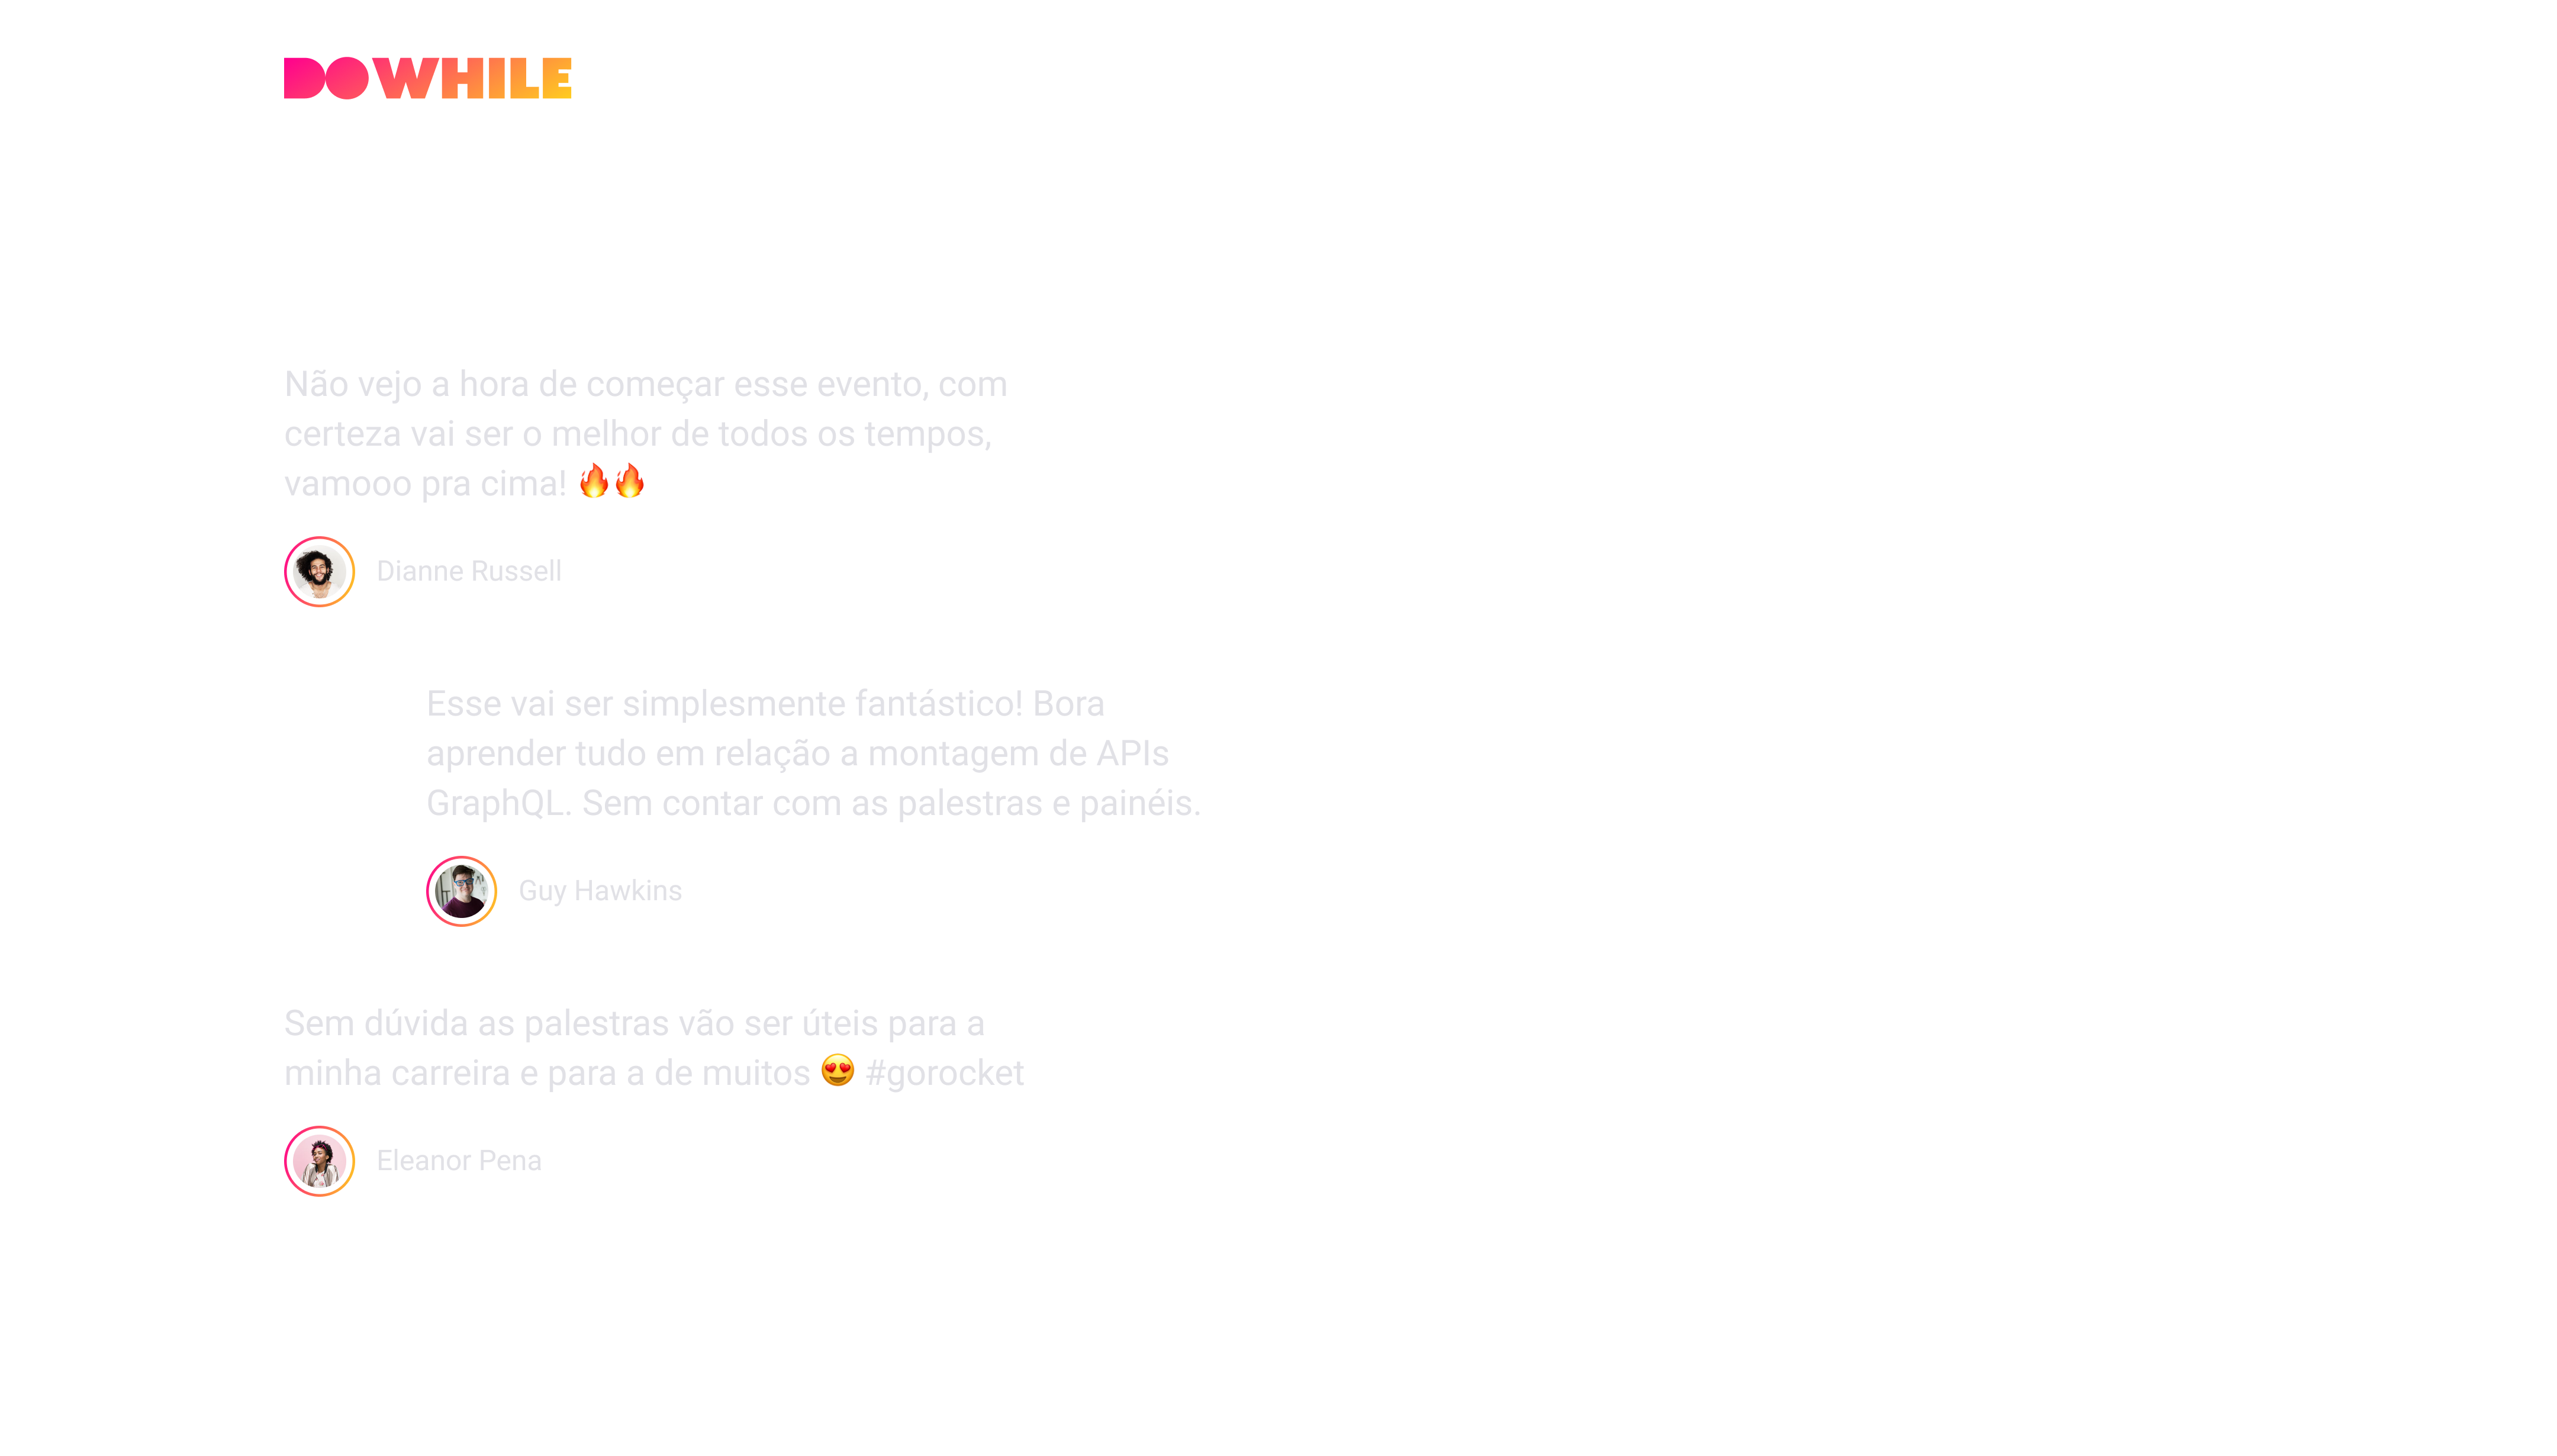 DOWHILE
Não vejo a hora de começar esse evento, com
certeza vai ser o melhor de todos os tempos,
vamooo pra cima! 🔥🔥
Dianne Russell
Esse vai ser simplesmente fantástico! Bora
aprender tudo em relação a montagem de APIs
GraphQL. Sem contar com as palestras e painéis.
Guy Hawkins
Sem dúvida as palestras vão ser úteis para a
minha carreira e para a de muitos 😍 #gorocket
Eleanor Pena